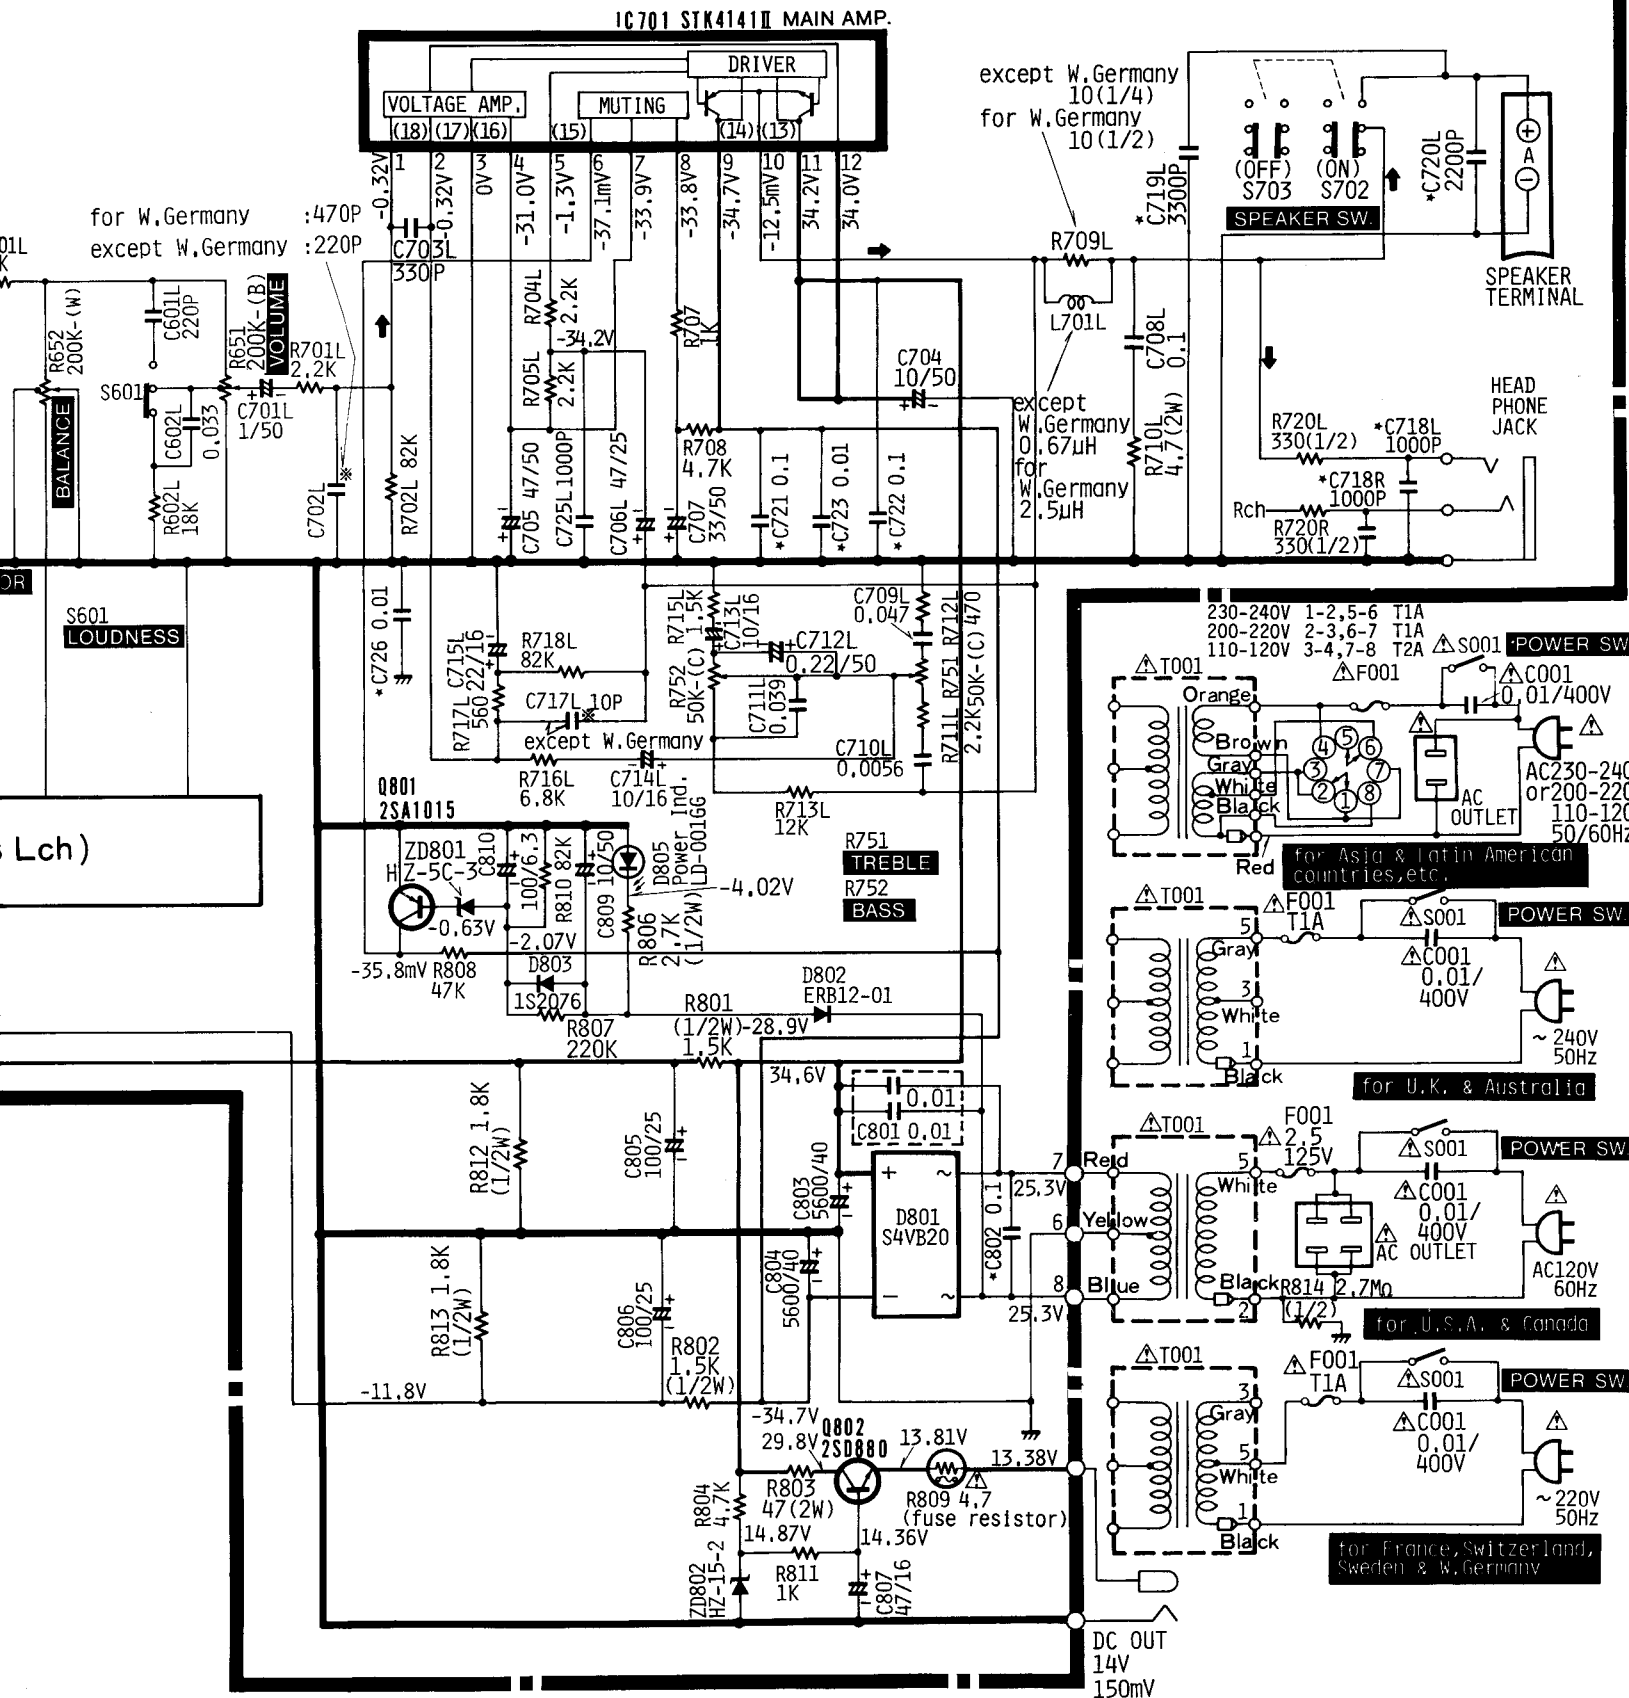 IC701 STK4141Ⅱ MAIN AMP.
DRIVER
VOLTAGE AMP.
MUTING
(18) (17) (16)
(15)
(14) (13)
1 2 3 4 5 6 7 8 9 10 11 12
-0.32V
-0.32V
0V
-31.0V
-1.3V
-37.1mV
-33.9V
-33.8V
-34.7V
-12.5mV
34.2V
34.0V
except W.Germany
10(1/4)
for W.Germany
10(1/2)
(OFF)
S703
(ON)
S702
SPEAKER SW.
*C719L
3300P
*C720L
2200P
+
A
−
SPEAKER
TERMINAL
for W.Germany :470P
except W.Germany :220P
C703L
330P
R709L
L701L
01L
K
R652
200K-(W)
BALANCE
C601L
220P
S601
C602L
0.033
R602L
18K
R651
200K-(B)
VOLUME
C701L
1/50
R701L
2.2K
C702L
※
R702L 82K
R704L
2.2K
-34.2V
R705L
2.2K
R707
1K
R708
4.7K
C704
10/50
C705 47/50
C725L 1000P
C706L 47/25
C707
33/50
*C721 0.1
*C723 0.01
*C722 0.1
except
W.Germany
0.67µH
for
W.Germany
2.5µH
C708L
0.1
R710L
4.7(2W)
HEAD
PHONE
JACK
R720L
330(1/2)
*C718L
1000P
*C718R
1000P
Rch
R720R
330(1/2)
OR
S601
LOUDNESS
*C726 0.01
C715L
22/16
R718L
82K
R717L
560
C717L 10P
※
except W.Germany
R716L
6.8K
C714L
10/16
R715L
1.5K
C713L
10/16
C712L
0.22/50
R752
50K-(C)
C711L
0.039
C709L
0.047
R712L
470
R751
50K-(C)
R711L
2.2K
C710L
0.0056
R713L
12K
R751
TREBLE
R752
BASS
230-240V 1-2,5-6 T1A
200-220V 2-3,6-7 T1A
110-120V 3-4,7-8 T2A
S001
POWER SW
T001
F001
C001
0.01/400V
Orange
Brown
Gray
White
Black
Red
4 5 6
3 7
2 1 8
AC
OUTLET
AC230-240
or200-220
110-120
50/60Hz
for Asia & Latin American
countries,etc.
Lch)
Q801
2SA1015
ZD801
HZ-5C-3
C810
100/6.3
R810 82K
C809 10/50
D805
Power Ind.
LD-001GG
-4.02V
R806
2.7K
(1/2W)
-0.63V
-2.07V
-35.8mV
R808
47K
D803
1S2076
R807
220K
R801
(1/2W)
1.5K
-28.9V
D802
ERB12-01
34.6V
T001
F001
T1A
POWER SW.
S001
C001
0.01/
400V
5
Gray
3
White
1
Black
~240V
50Hz
for U.K. & Australia
R812 1.8K
(1/2W)
C805
100/25
0.01
C801 0.01
C803
5600/40
D801
S4VB20
+ ~
− ~
*C802 0.1
7
25.3V
6
8
25.3V
Red
Yellow
Blue
T001
F001
2.5
125V
POWER SW.
S001
C001
0.01/
400V
5
White
Black
2
AC OUTLET
R814 2.7MΩ
(1/2)
AC120V
60Hz
for U.S.A. & Canada
R813 1.8K
(1/2W)
C806
100/25
C804
5600/40
R802
1.5K
(1/2W)
-11.8V
-34.7V
29.8V
Q802
2SD880
13.81V
13.38V
R803
47(2W)
R809 4.7
(fuse resistor)
R804
4.7K
14.87V
14.36V
R811
1K
ZD802
HZ-15-2
C807
47/16
T001
F001
T1A
POWER SW
S001
C001
0.01/
400V
3
Gray
5
White
1
Black
~220V
50Hz
for France,Switzerland,
Sweden & W.Germany
DC OUT
14V
150mV